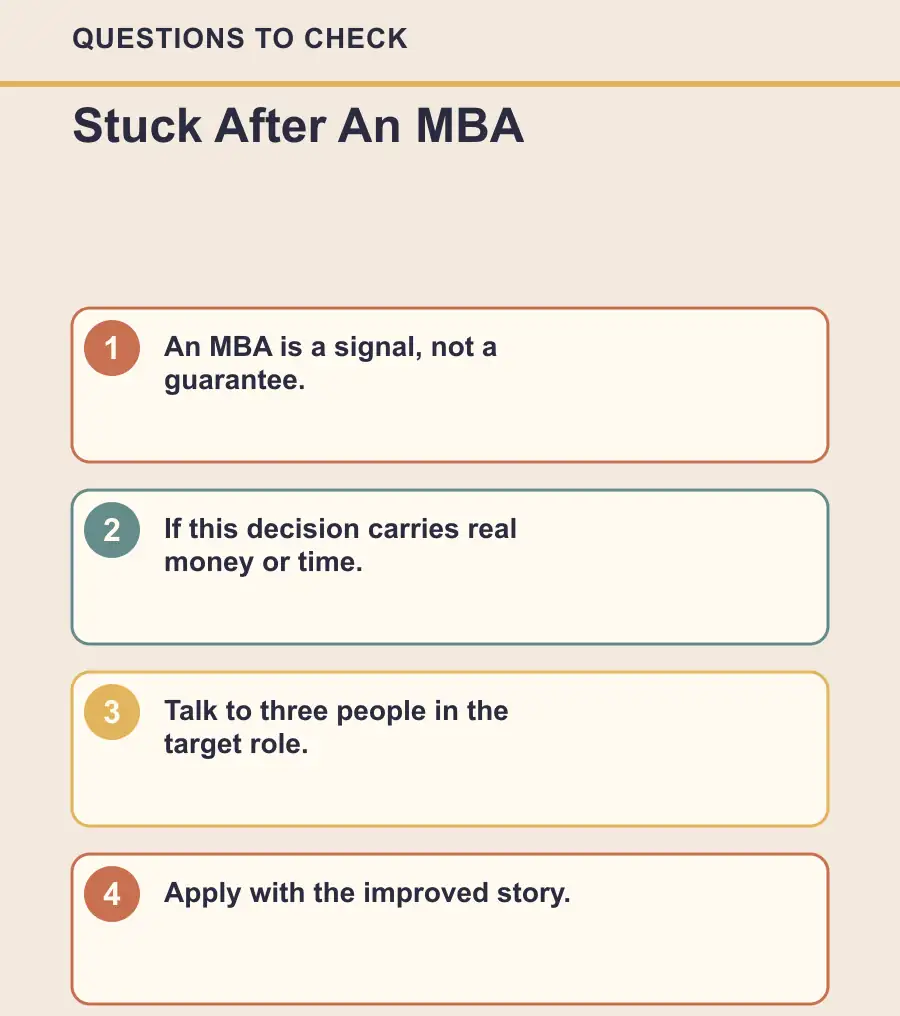 QUESTIONS TO CHECK
Stuck After An MBA
1
An MBA is a signal, not a
guarantee.
2
If this decision carries real
money or time.
3
Talk to three people in the
target role.
4
Apply with the improved story.